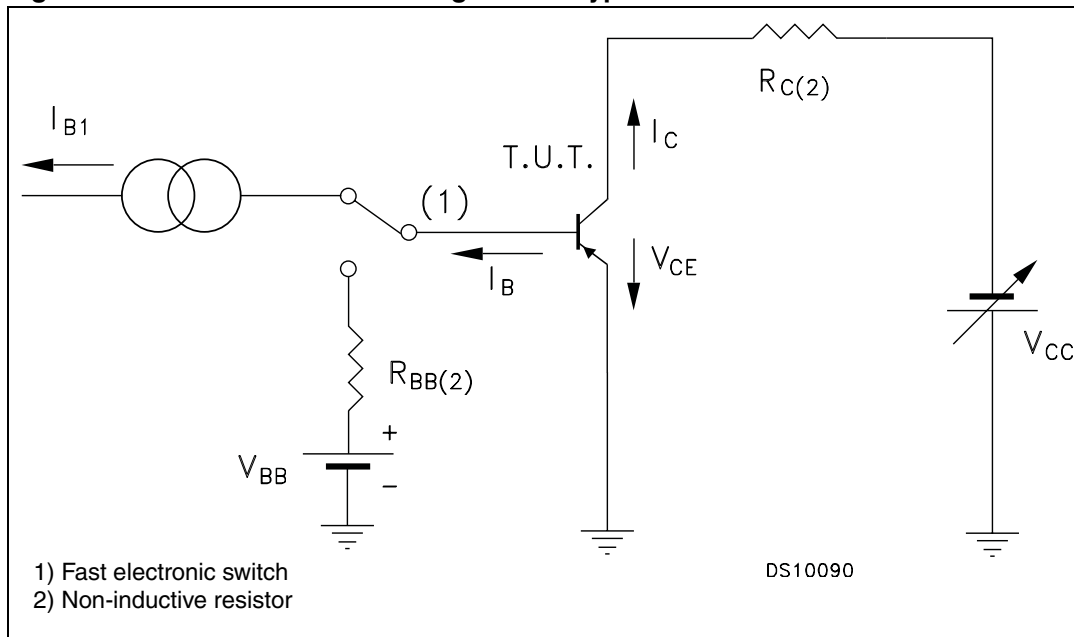 I_B1
R_C(2)
I_C
T.U.T.
(1)
V_CE
I_B
V_CC
R_BB(2)
+
V_BB
−
1) Fast electronic switch
2) Non-inductive resistor
DS10090